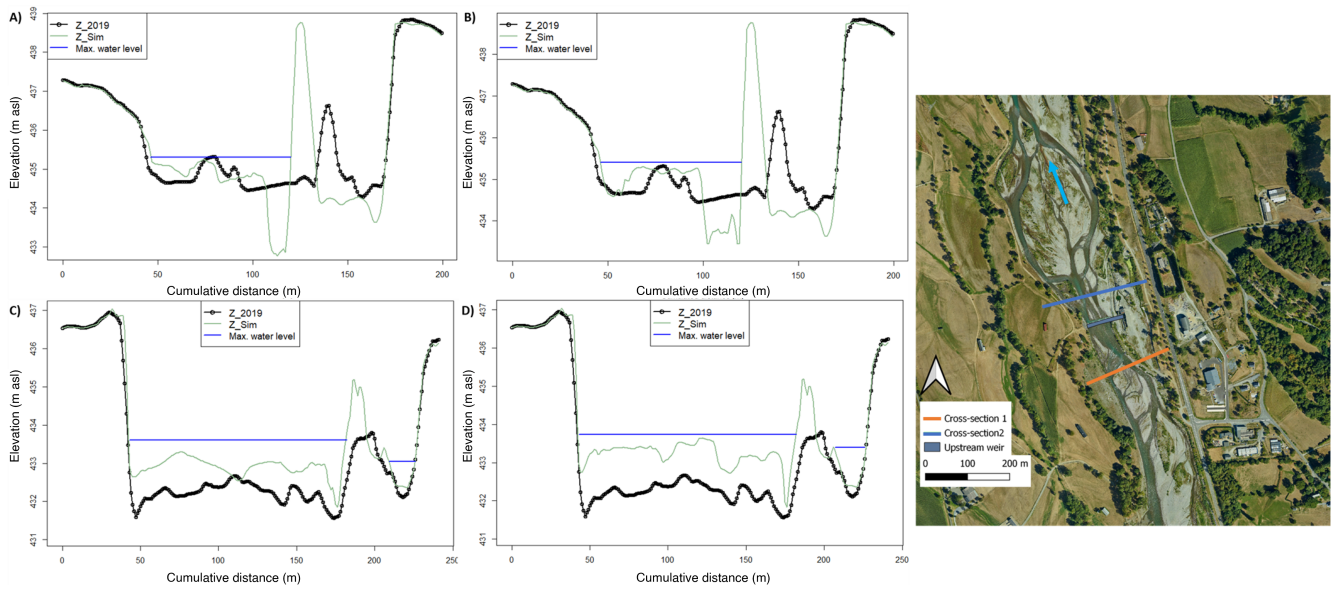 A)
Z_2019
Z_Sim
Max. water level
Elevation (m asl)
439
437
436
435
434
433
0
50
100
150
200
Cumulative distance (m)
B)
Z_2019
Z_Sim
Max. water level
Elevation (m asl)
438
437
436
435
434
0
50
100
150
200
Cumulative distance (m)
C)
Z_2019
Z_Sim
Max. water level
Elevation (m asl)
437
436
435
434
433
432
431
0
50
100
150
200
250
Cumulative distance (m)
D)
Z_2019
Z_Sim
Max. water level
Elevation (m asl)
437
436
435
434
433
432
431
0
50
100
150
200
250
Cumulative distance (m)
Cross-section 1
Cross-section2
Upstream weir
0 100 200 m